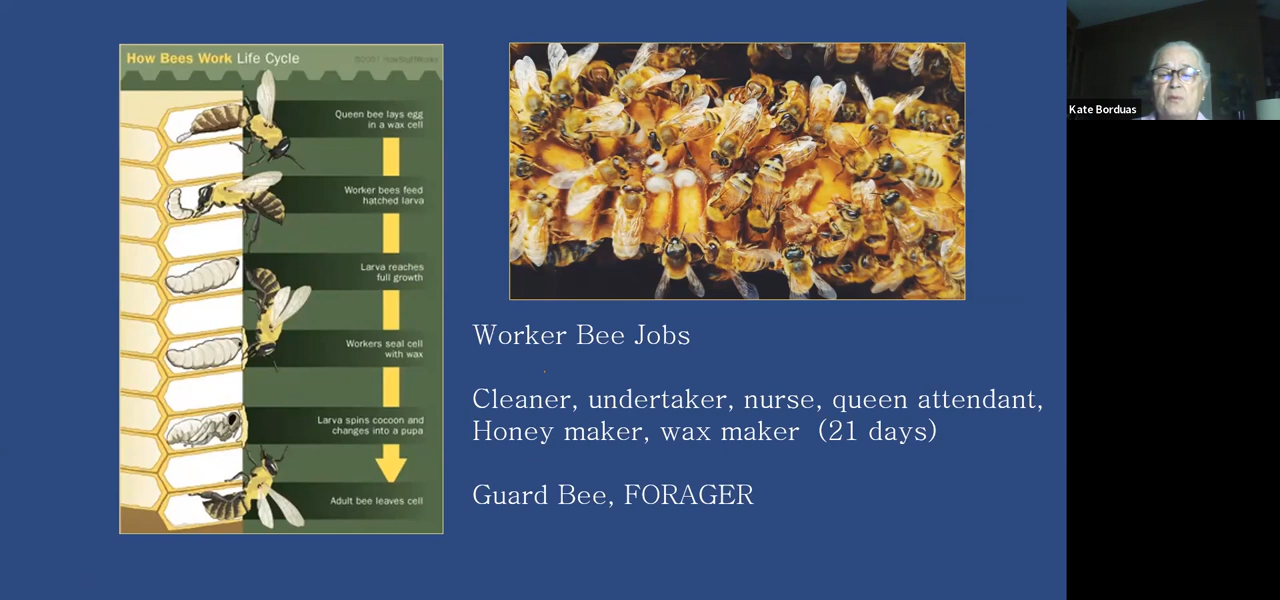 How Bees Work Life Cycle
Queen bee lays egg
in a wax cell
Worker bees feed
hatched larva
Larva reaches
full growth
Workers seal cell
with wax
Larva spins cocoon and
changes into a pupa
Adult bee leaves cell
Worker Bee Jobs
Cleaner, undertaker, nurse, queen attendant,
Honey maker, wax maker (21 days)
Guard Bee, FORAGER
Kate Borduas